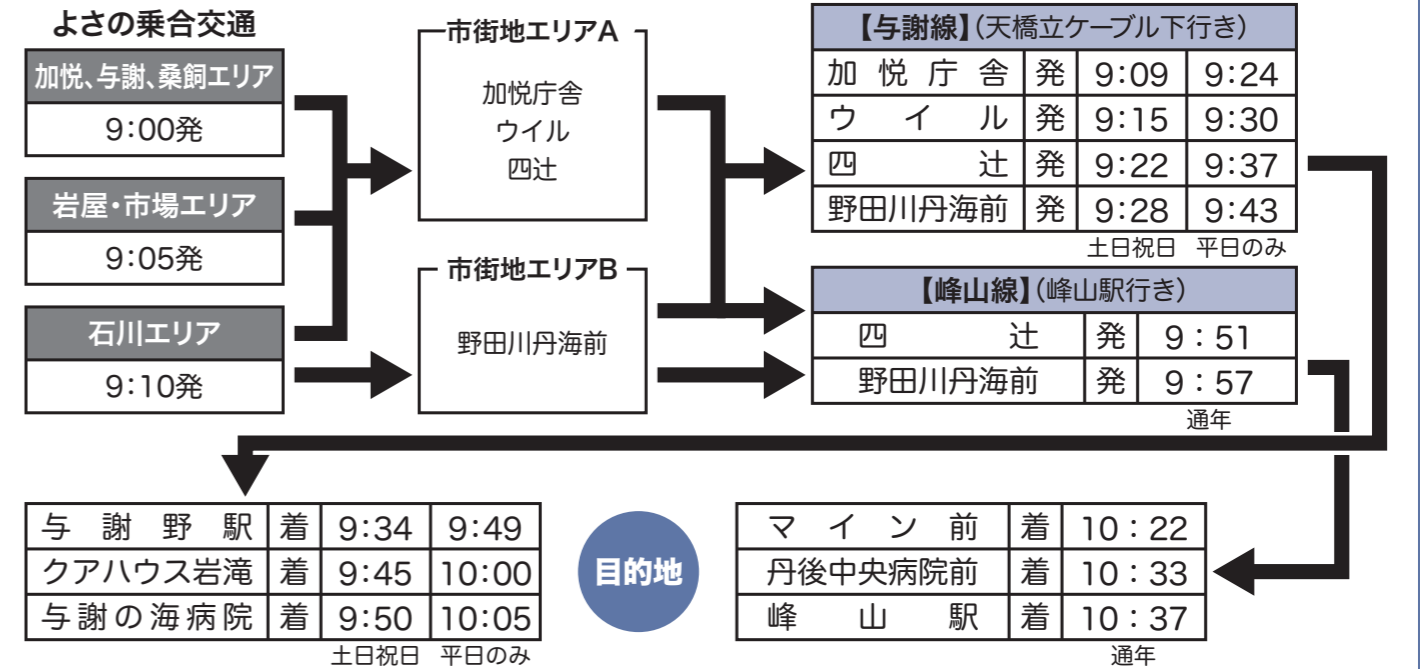 よさの乗合交通
加悦、与謝、桑飼エリア
9:00発
岩屋・市場エリア
9:05発
石川エリア
9:10発
市街地エリアA
加悦庁舎
ウイル
四辻
市街地エリアB
野田川丹海前
【与謝線】(天橋立ケーブル下行き)
加悦庁舎 発 9:09 9:24
ウイル 発 9:15 9:30
四辻 発 9:22 9:37
野田川丹海前 発 9:28 9:43
土日祝日 平日のみ
【峰山線】(峰山駅行き)
四辻 発 9:51
野田川丹海前 発 9:57
通年
与謝野駅 着 9:34 9:49
クアハウス岩滝 着 9:45 10:00
与謝の海病院 着 9:50 10:05
土日祝日 平日のみ
目的地
マイン前 着 10:22
丹後中央病院前 着 10:33
峰山駅 着 10:37
通年